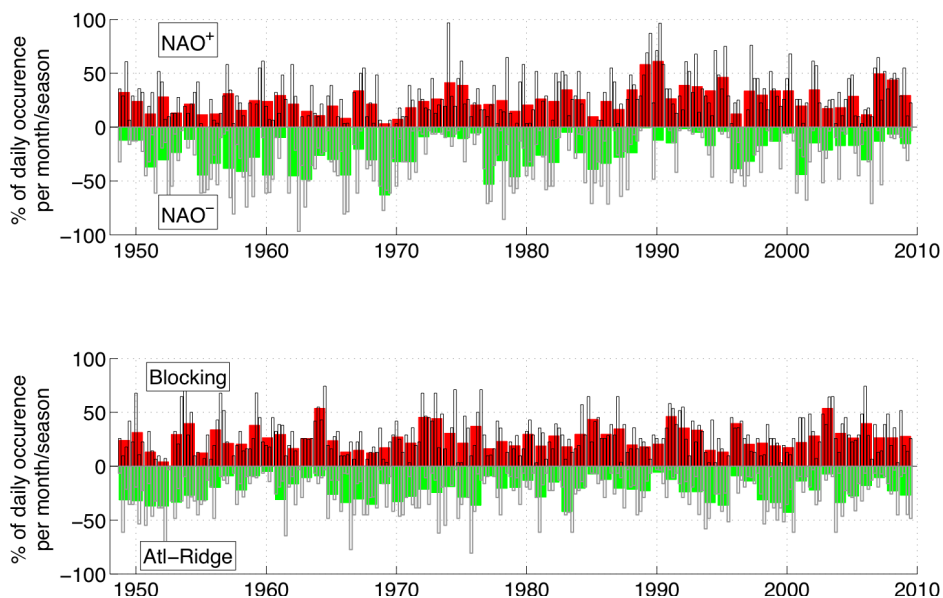 % of daily occurence
per month/season
100
50
0
−50
−100
NAO+
NAO−
1950 1960 1970 1980 1990 2000 2010
% of daily occurence
per month/season
100
50
0
−50
−100
Blocking
Atl−Ridge
1950 1960 1970 1980 1990 2000 2010